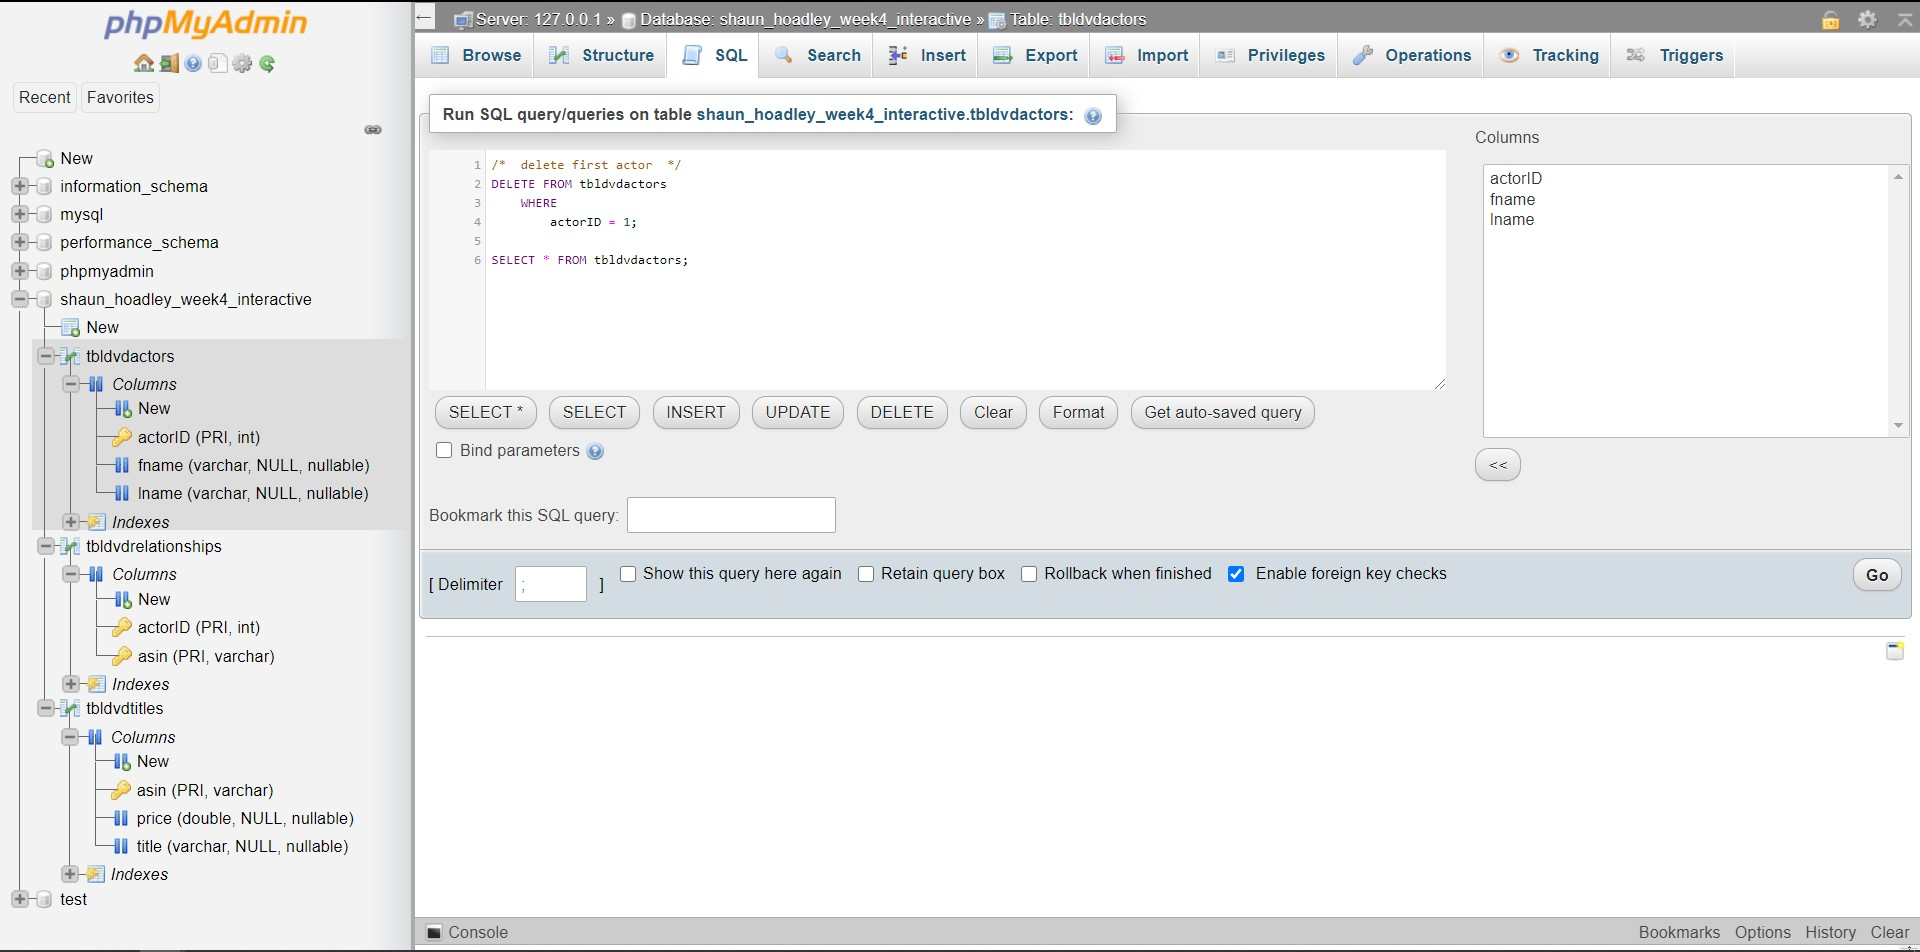 phpMyAdmin
Recent
Favorites
New
information_schema
mysql
performance_schema
phpmyadmin
shaun_hoadley_week4_interactive
New
tbldvdactors
Columns
New
actorID (PRI, int)
fname (varchar, NULL, nullable)
lname (varchar, NULL, nullable)
Indexes
tbldvdrelationships
Columns
New
actorID (PRI, int)
asin (PRI, varchar)
Indexes
tbldvdtitles
Columns
New
asin (PRI, varchar)
price (double, NULL, nullable)
title (varchar, NULL, nullable)
Indexes
test
Server: 127.0.0.1 » Database: shaun_hoadley_week4_interactive » Table: tbldvdactors
Browse Structure SQL Search Insert Export Import Privileges Operations Tracking Triggers
Run SQL query/queries on table shaun_hoadley_week4_interactive.tbldvdactors:
1 /* delete first actor */
2 DELETE FROM tbldvdactors
3 WHERE
4 actorID = 1;
5
6 SELECT * FROM tbldvdactors;
Columns
actorID
fname
lname
<<
SELECT * SELECT INSERT UPDATE DELETE Clear Format Get auto-saved query
Bind parameters
Bookmark this SQL query:
[ Delimiter ; ] Show this query here again Retain query box Rollback when finished Enable foreign key checks Go
Console Bookmarks Options History Clear